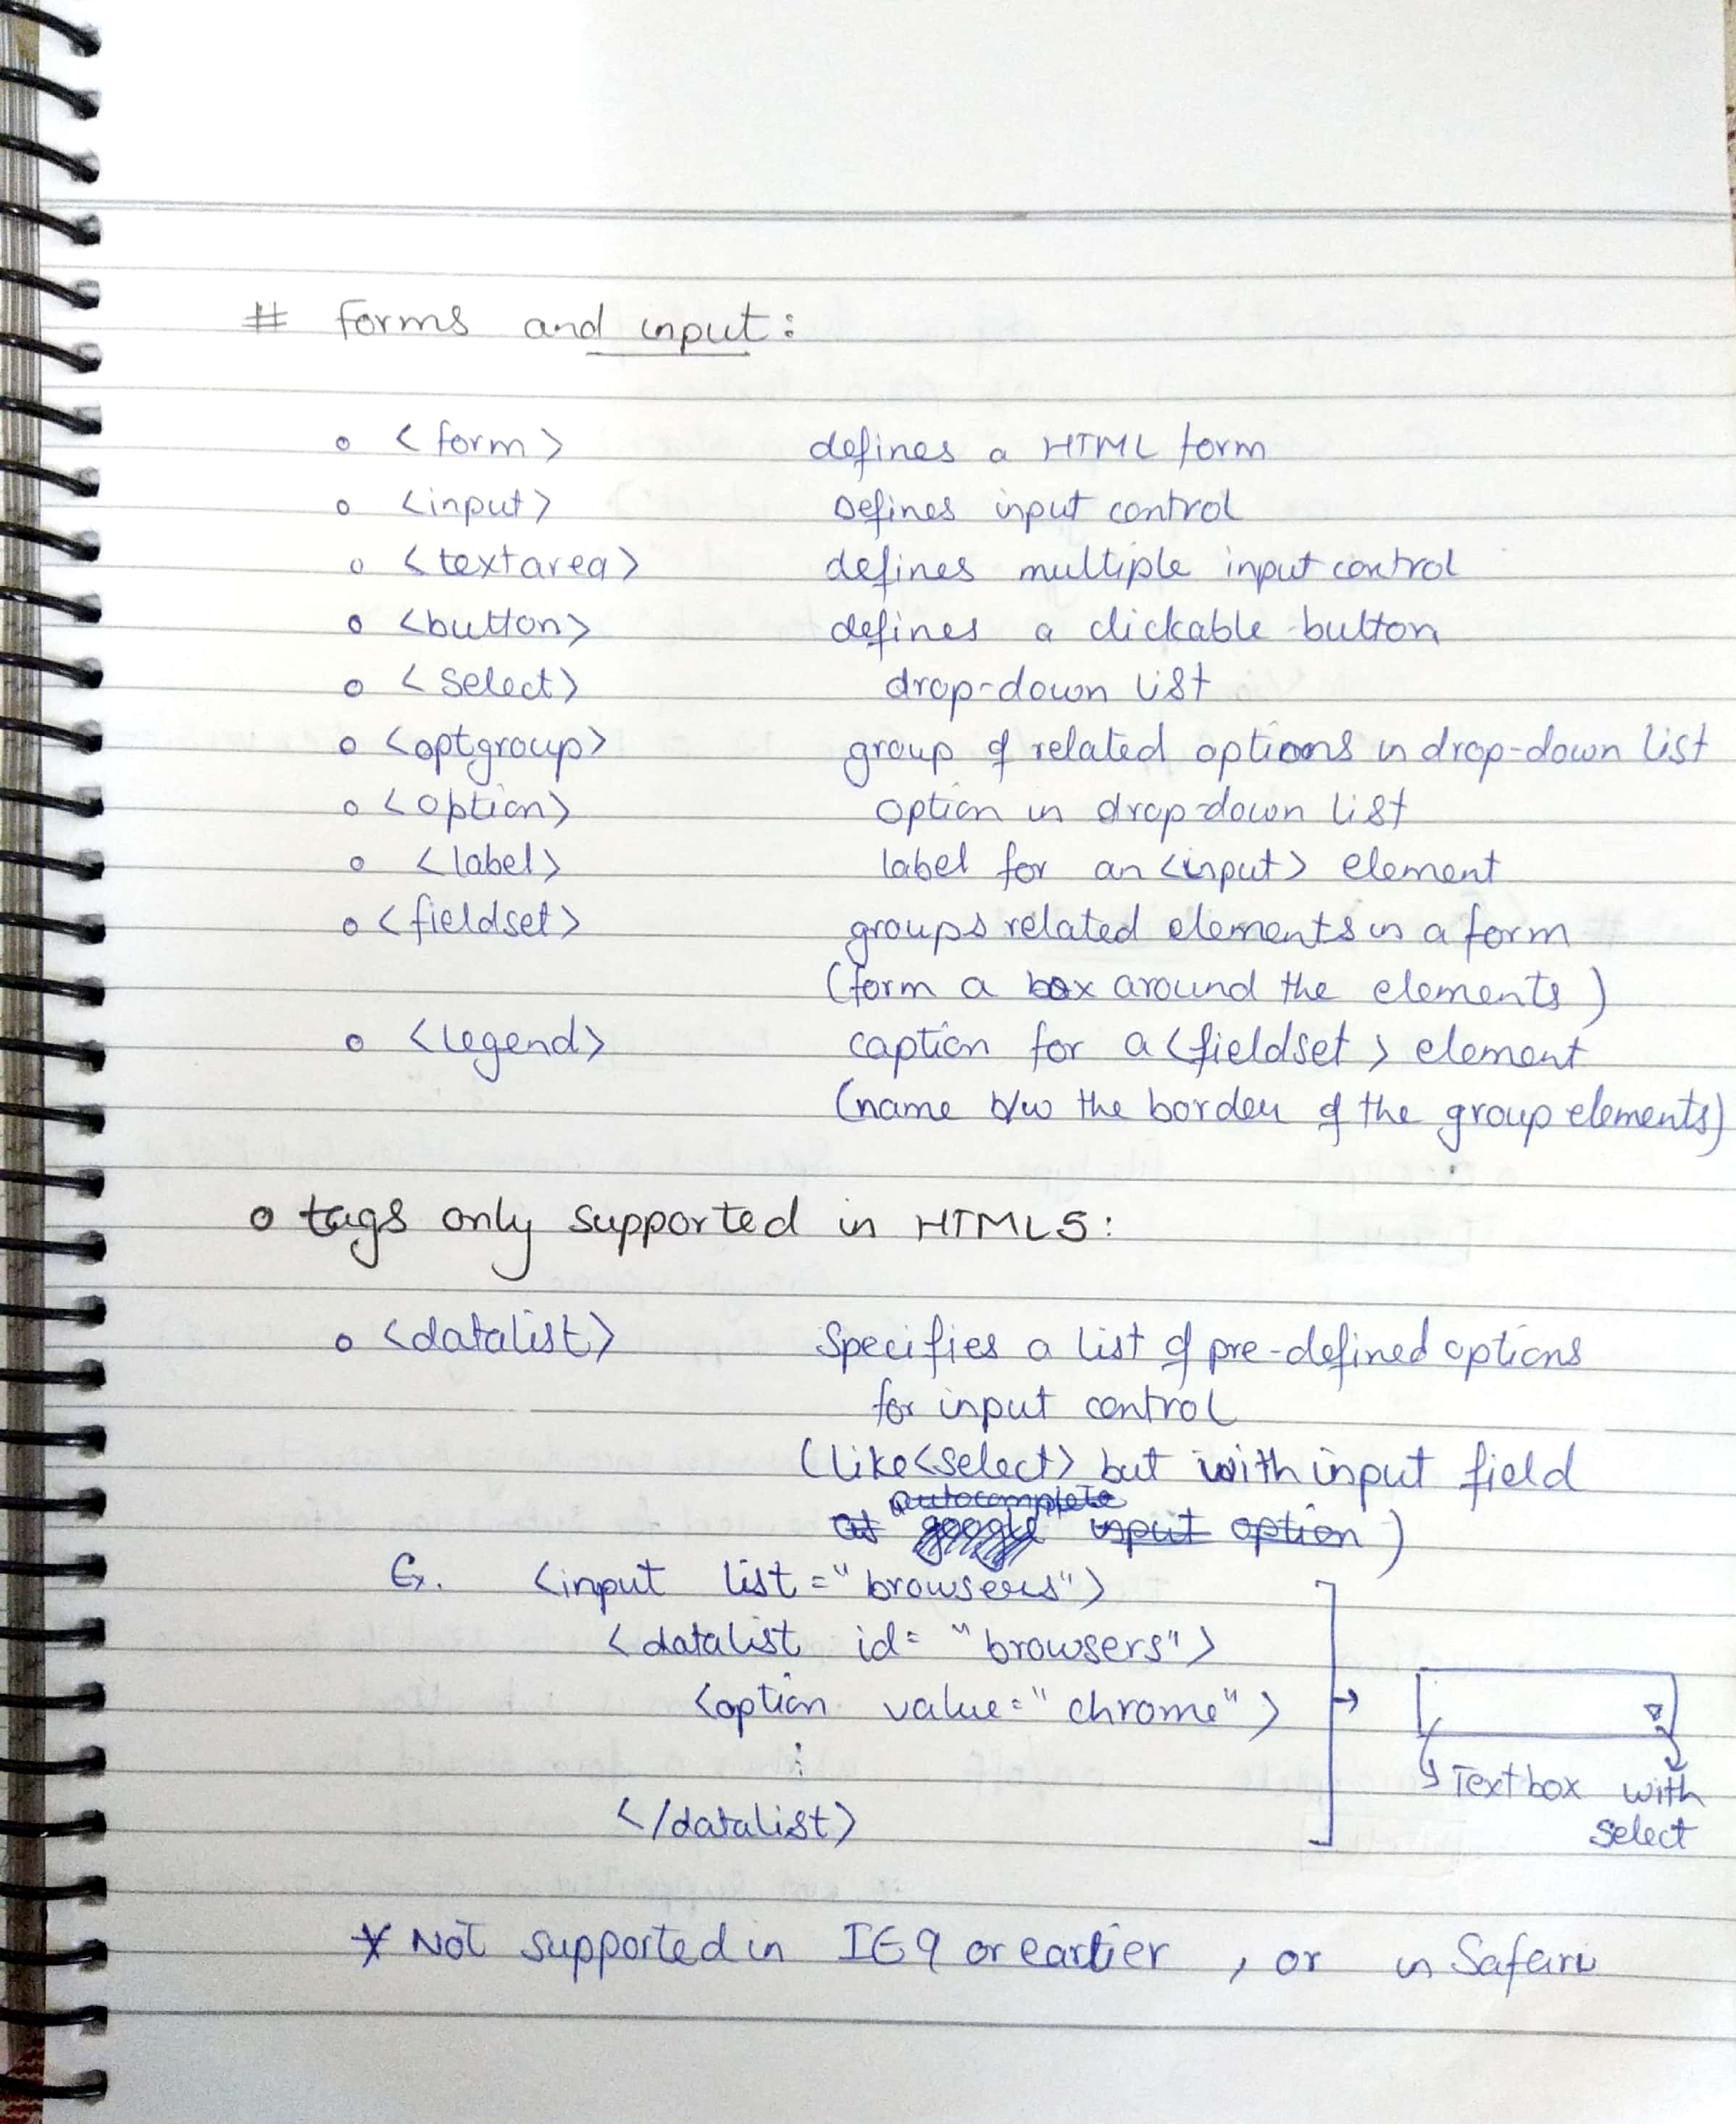 # forms and input:
o <form> defines a HTML form
o <input> Defines input control
o <textarea> defines multiple input control
o <button> defines a clickable button
o <select> drop-down list
o <optgroup> group of related options in drop-down list
o <option> option in drop-down list
o <label> label for an <input> element
o <fieldset> groups related elements in a form
(form a box around the elements)
o <legend> caption for a <fieldset> element
(name b/w the border of the group elements)
o tags only supported in HTML5:
o <datalist> Specifies a list of pre-defined options
for input control
(like <select> but with input field
autocomplete
google input option)
Ex. <input list="browsers">
<datalist id= "browsers">
<option value="chrome">
⋮
</datalist>
→ Textbox with
select
* Not supported in IE9 or earlier, or in Safari